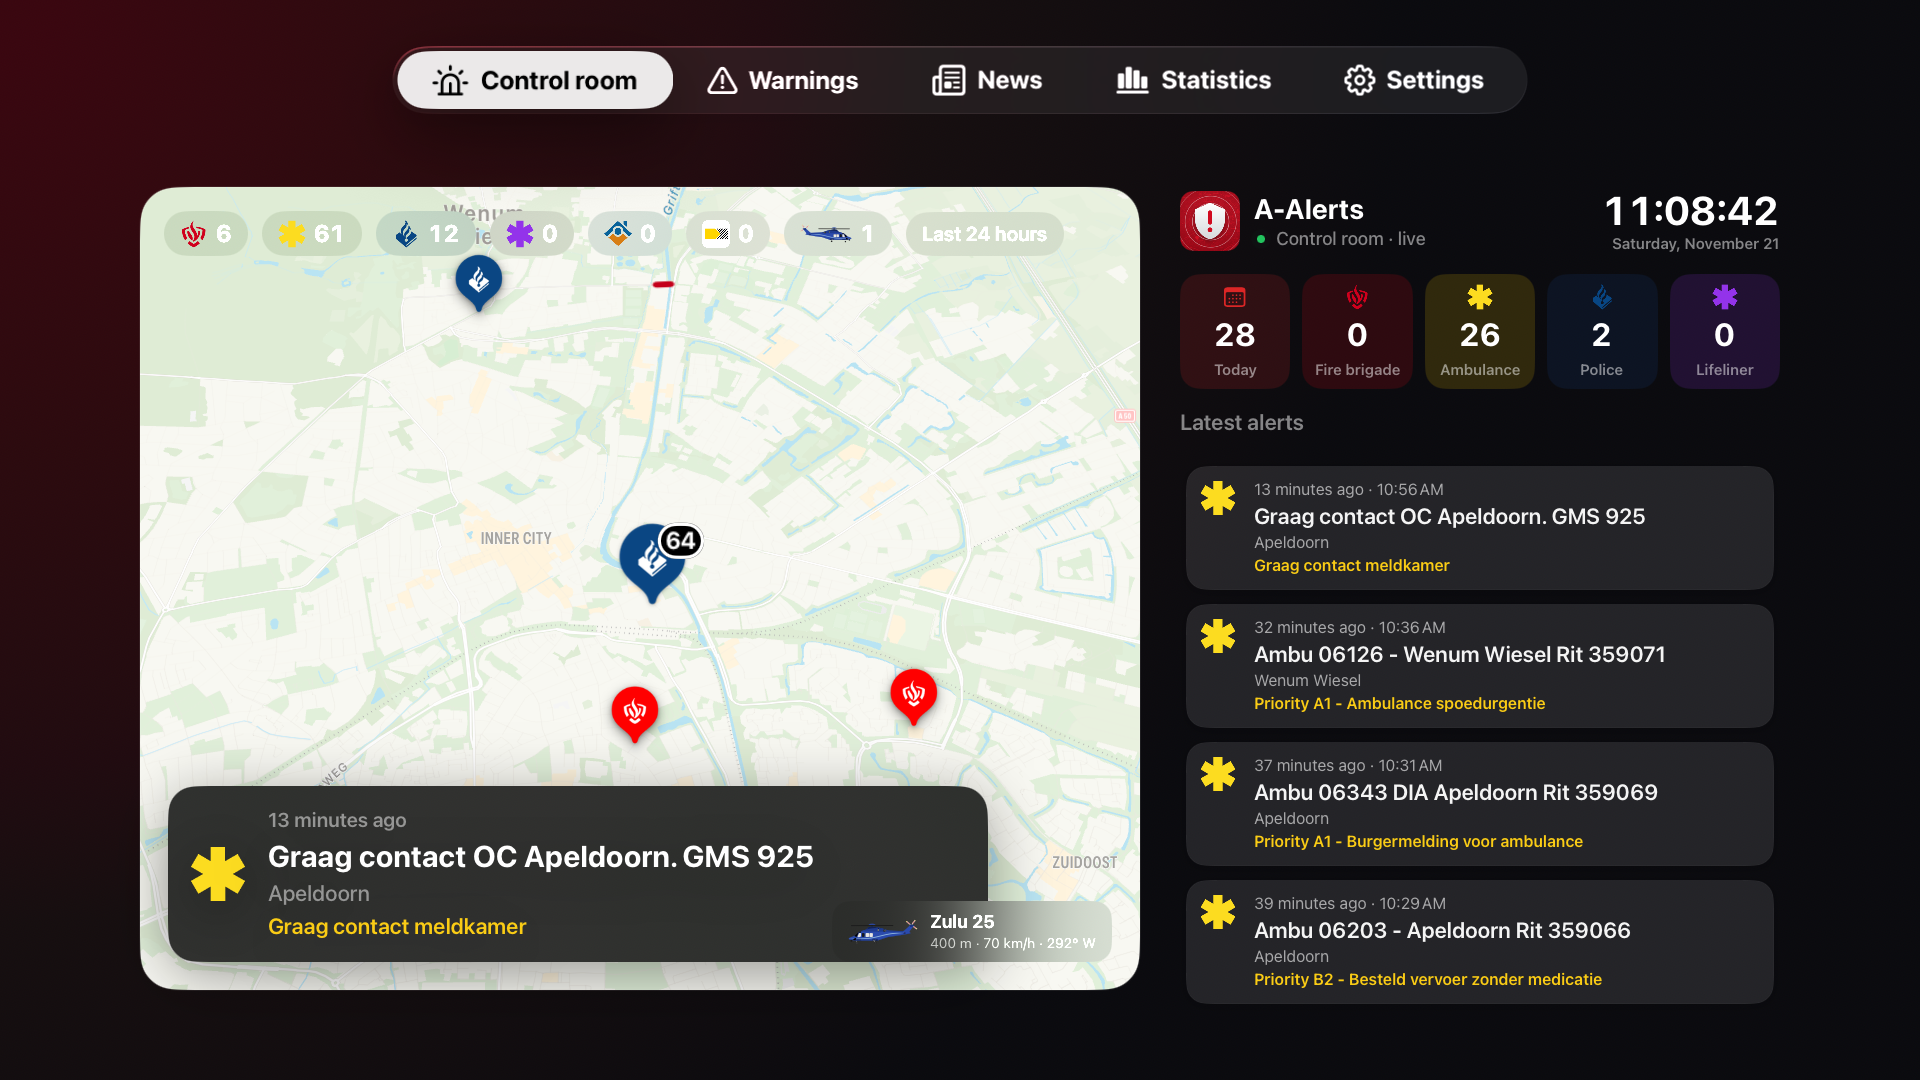 Control room
Warnings
News
Statistics
Settings
Wenum
ie
Grift
6
61
12
0
0
0
1
Last 24 hours
A50
INNER CITY
64
WEG
ZUIDOOST
13 minutes ago
Graag contact OC Apeldoorn. GMS 925
Apeldoorn
Graag contact meldkamer
Zulu 25
400 m · 70 km/h · 292° W
A-Alerts
Control room · live
11:08:42
Saturday, November 21
28
Today
0
Fire brigade
26
Ambulance
2
Police
0
Lifeliner
Latest alerts
13 minutes ago · 10:56 AM
Graag contact OC Apeldoorn. GMS 925
Apeldoorn
Graag contact meldkamer
32 minutes ago · 10:36 AM
Ambu 06126 - Wenum Wiesel Rit 359071
Wenum Wiesel
Priority A1 - Ambulance spoedurgentie
37 minutes ago · 10:31 AM
Ambu 06343 DIA Apeldoorn Rit 359069
Apeldoorn
Priority A1 - Burgermelding voor ambulance
39 minutes ago · 10:29 AM
Ambu 06203 - Apeldoorn Rit 359066
Apeldoorn
Priority B2 - Besteld vervoer zonder medicatie